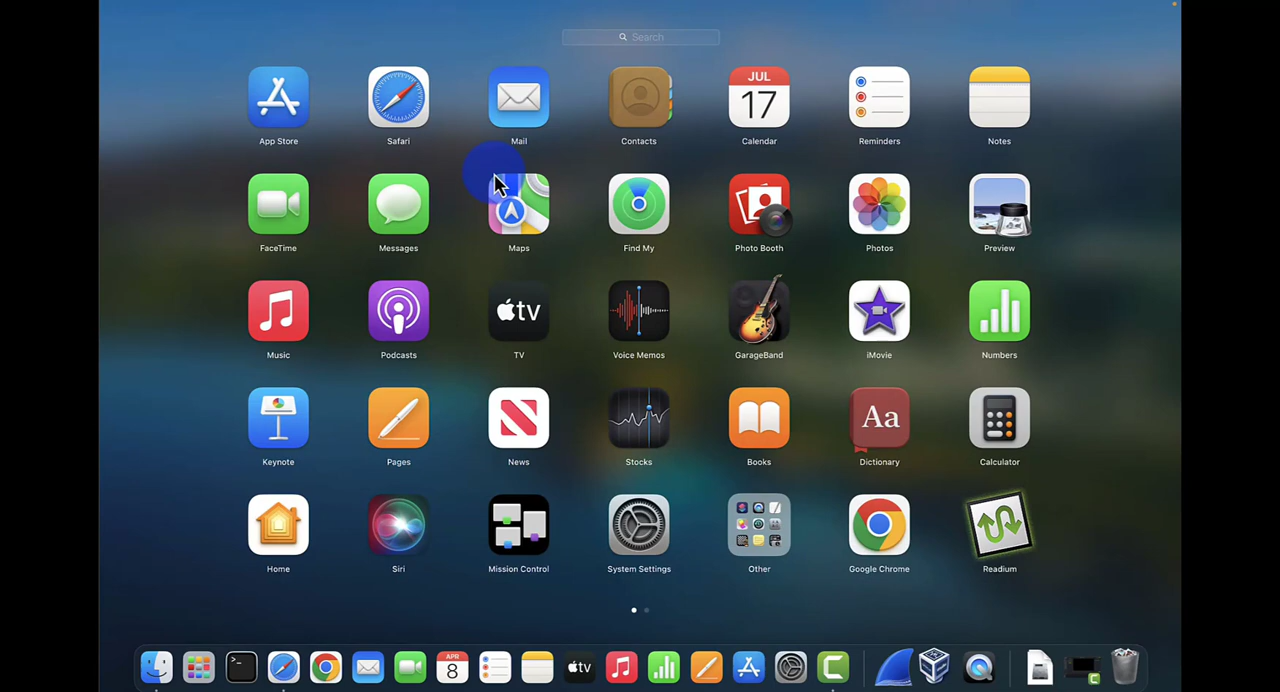 Search
JUL
17
App Store
Safari
Mail
Contacts
Calendar
Reminders
Notes
FaceTime
Messages
Maps
Find My
Photo Booth
Photos
Preview
tv
Music
Podcasts
TV
Voice Memos
GarageBand
iMovie
Numbers
Aa
Keynote
Pages
News
Stocks
Books
Dictionary
Calculator
Home
Siri
Mission Control
System Settings
Other
Google Chrome
Readium
>_
APR
8
tv
C